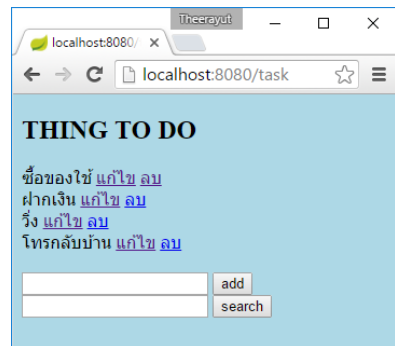 Theerayut
localhost:8080/
localhost:8080/task
THING TO DO
ซื้อของใช้ แก้ไข ลบ
ฝากเงิน แก้ไข ลบ
วิ่ง แก้ไข ลบ
โทรกลับบ้าน แก้ไข ลบ
add
search